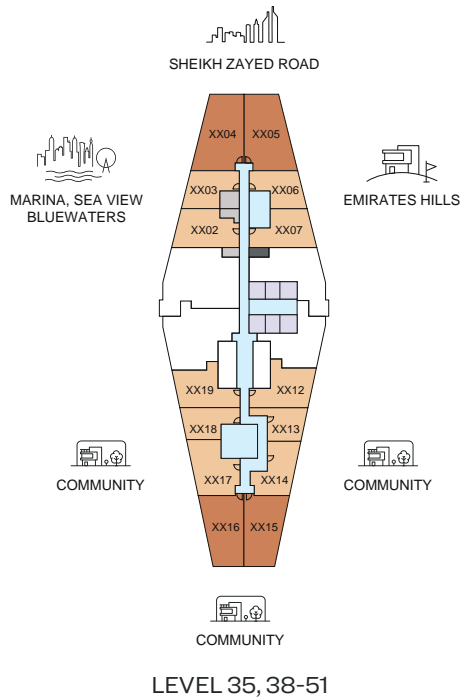 SHEIKH ZAYED ROAD
XX04 XX05
MARINA, SEA VIEW
BLUEWATERS
EMIRATES HILLS
XX03 XX06
XX02 XX07
XX19 XX12
XX18 XX13
XX17 XX14
COMMUNITY
COMMUNITY
XX16 XX15
COMMUNITY
LEVEL 35, 38-51